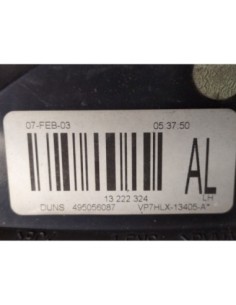 07-FEB-03 05:37:50
AL
13 222 324 LH
DUNS 495056087 VP7HLX-13405-A*